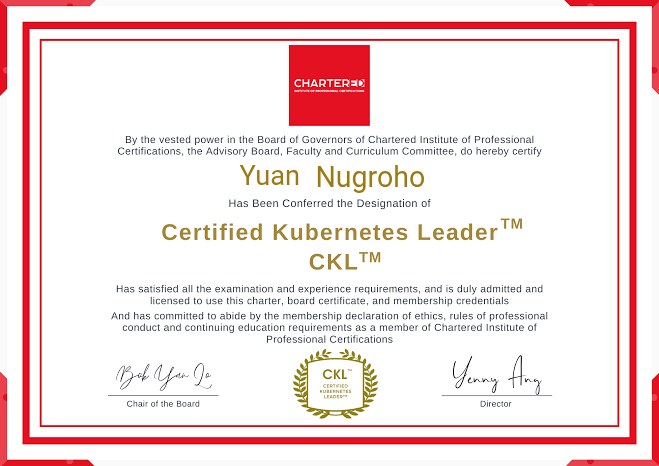 CHARTERED
INSTITUTE OF PROFESSIONAL CERTIFICATIONS
By the vested power in the Board of Governors of Chartered Institute of Professional
Certifications, the Advisory Board, Faculty and Curriculum Committee, do hereby certify
Yuan Nugroho
Has Been Conferred the Designation of
Certified Kubernetes Leader™
CKL™
Has satisfied all the examination and experience requirements, and is duly admitted and
licensed to use this charter, board certificate, and membership credentials
And has committed to abide by the membership declaration of ethics, rules of professional
conduct and continuing education requirements as a member of Chartered Institute of
Professional Certifications
Bob Yan Lo
Chair of the Board
CKL™
CERTIFIED
KUBERNETES
LEADER™
Yenny Ang
Director